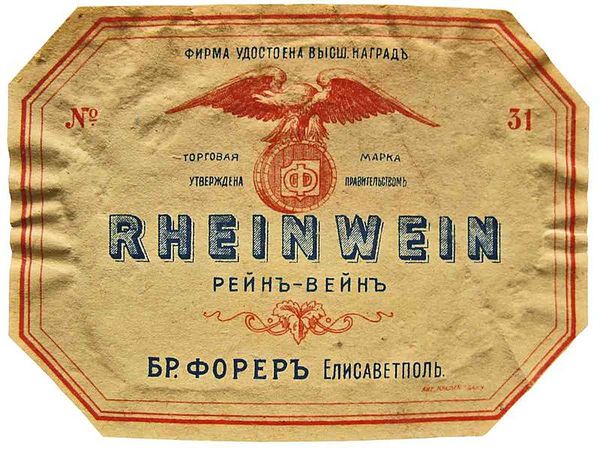 ФИРМА УДОСТОЕНА ВЫСШ. НАГРАДЪ
№ 31
ТОРГОВАЯ МАРКА
УТВЕРЖДЕНА ПРАВИТЕЛЬСТВОМЪ
Ф
RHEINWEIN
РЕЙНЪ-ВЕЙНЪ
БР. ФОРЕРЪ ЕЛИСАВЕТПОЛЬ.